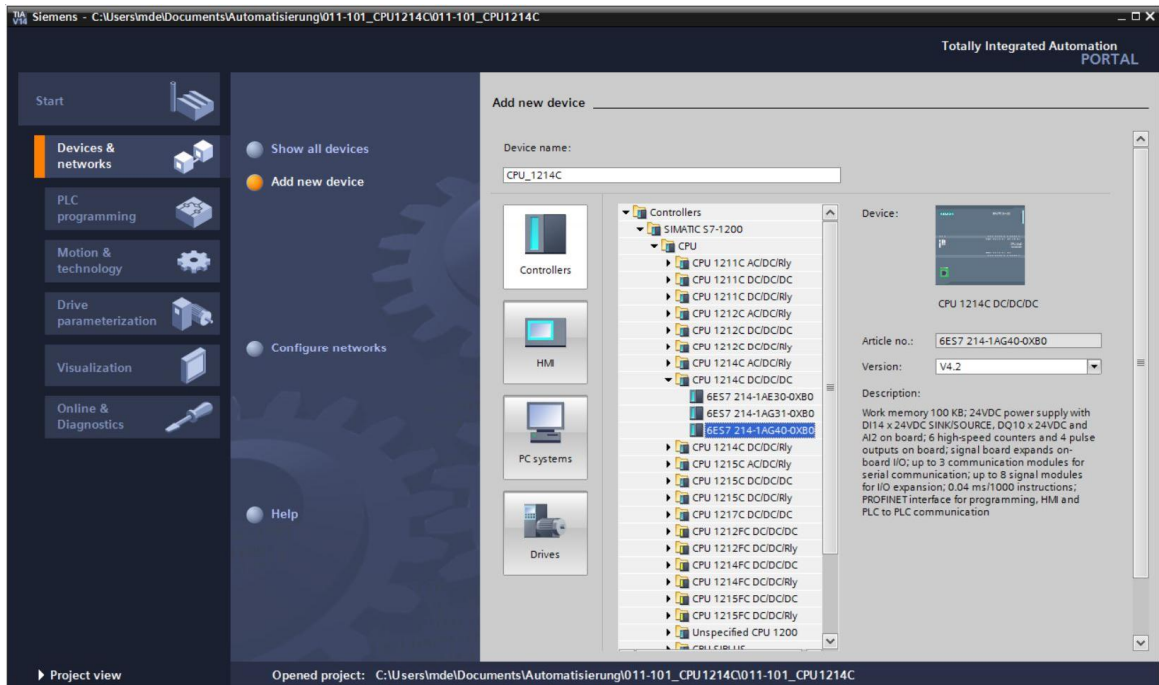 TIA V14 Siemens - C:\Users\mde\Documents\Automatisierung\011-101_CPU1214C\011-101_CPU1214C
Totally Integrated Automation
PORTAL
Start
Devices &
networks
PLC
programming
Motion &
technology
Drive
parameterization
Visualization
Online &
Diagnostics
Show all devices
Add new device
Configure networks
Help
Add new device
Device name:
CPU_1214C
Controllers
HMI
PC systems
Drives
Controllers
SIMATIC S7-1200
CPU
CPU 1211C AC/DC/Rly
CPU 1211C DC/DC/DC
CPU 1211C DC/DC/Rly
CPU 1212C AC/DC/Rly
CPU 1212C DC/DC/DC
CPU 1212C DC/DC/Rly
CPU 1214C AC/DC/Rly
CPU 1214C DC/DC/DC
6ES7 214-1AE30-0XB0
6ES7 214-1AG31-0XB0
6ES7 214-1AG40-0XB0
CPU 1214C DC/DC/Rly
CPU 1215C AC/DC/Rly
CPU 1215C DC/DC/DC
CPU 1215C DC/DC/Rly
CPU 1217C DC/DC/DC
CPU 1212FC DC/DC/DC
CPU 1212FC DC/DC/Rly
CPU 1214FC DC/DC/DC
CPU 1214FC DC/DC/Rly
CPU 1215FC DC/DC/DC
CPU 1215FC DC/DC/Rly
Unspecified CPU 1200
CPU SIPLUS
Device:
CPU 1214C DC/DC/DC
Article no.: 6ES7 214-1AG40-0XB0
Version: V4.2
Description:
Work memory 100 KB; 24VDC power supply with
DI14 x 24VDC SINK/SOURCE, DQ10 x 24VDC and
AI2 on board; 6 high-speed counters and 4 pulse
outputs on board; signal board expands on-
board I/O; up to 3 communication modules for
serial communication; up to 8 signal modules
for I/O expansion; 0.04 ms/1000 instructions;
PROFINET interface for programming, HMI and
PLC to PLC communication
Project view
Opened project: C:\Users\mde\Documents\Automatisierung\011-101_CPU1214C\011-101_CPU1214C